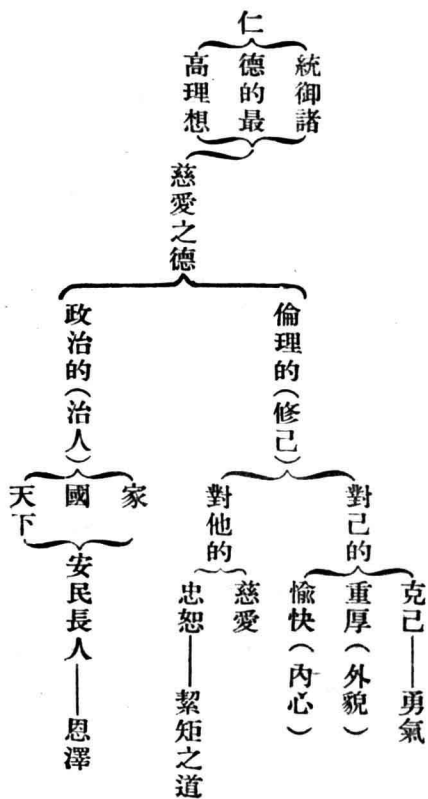 仁
統御諸
德的最
高理想
慈愛之德
倫理的（修己）
對己的
克己——勇氣
重厚（外貌）
愉快（內心）
對他的
慈愛
忠恕——絜矩之道
政治的（治人）
家
國
天下
安民長人——恩澤